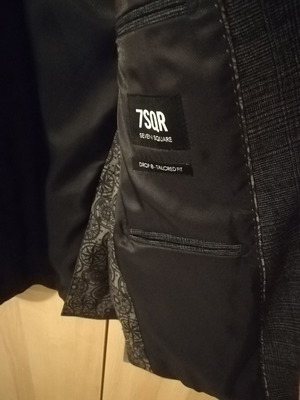 7SQR
SEVEN SQUARE
DROP 8 - TAILORED FIT